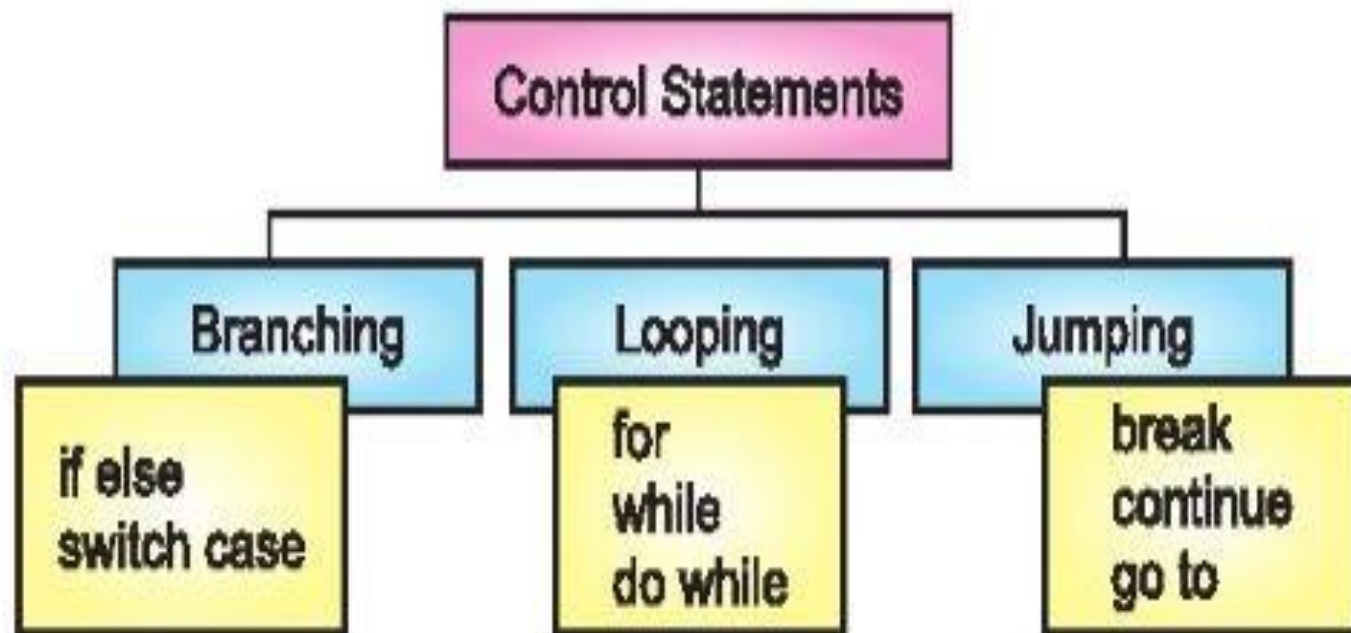 Control Statements
Branching
if else
switch case
Looping
for
while
do while
Jumping
break
continue
go to